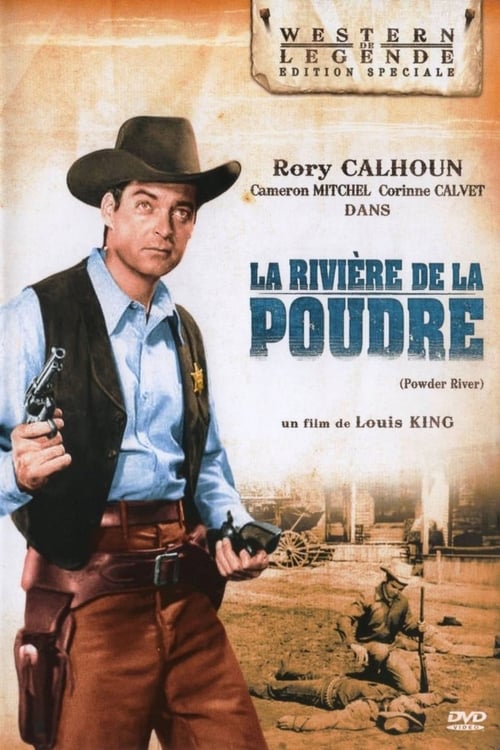 WESTERN
DE
LEGENDE
EDITION SPECIALE
Rory CALHOUN
Cameron MITCHEL Corinne CALVET
DANS
LA RIVIÈRE DE LA
POUDRE
(Powder River)
un film de Louis KING
DVD
VIDEO